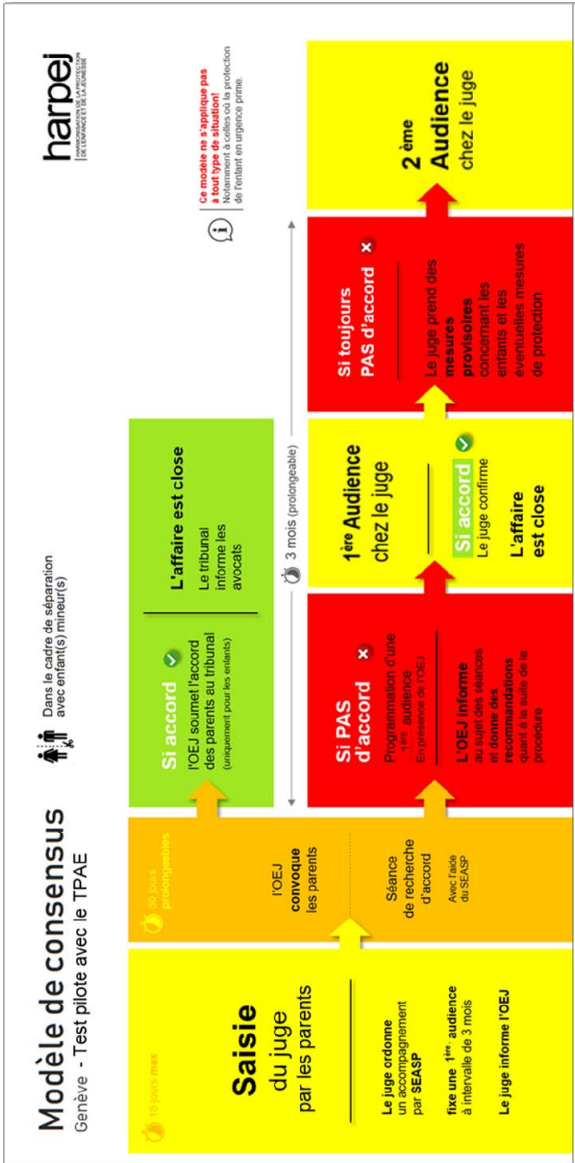 Modèle de consensus
Genève - Test pilote avec le TPAE
Dans le cadre de séparation
avec enfant(s) mineur(s)
harpej
HARMONISATION DE LA PROTECTION
DE L'ENFANCE ET DE LA JEUNESSE
Ce modèle ne s'applique pas
à tout type de situation!
Notamment à celles où la protection
de l'enfant en urgence prime.
15 jours max
Saisie
du juge
par les parents
Le juge ordonne
un accompagnement
par SEASP
fixe une 1ère audience
à intervalle de 3 mois
Le juge informe l'OEJ
30 jours
prolongeables
l'OEJ
convoque
les parents
Séance
de recherche
d'accord
Avec l'aide
du SEASP
Si accord
l'OEJ soumet l'accord
des parents au tribunal
(uniquement pour les enfants)
L'affaire est close
Le tribunal
informe les
avocats
3 mois (prolongeable)
Si PAS
d'accord
Programmation d'une
1ère audience
En présence de l'OEJ
L'OEJ informe
au sujet des séances
et donne des
recommandations
quant à la suite de la
procédure
1ère Audience
chez le juge
Si accord
Le juge confirme
L'affaire
est close
Si toujours
PAS d'accord
Le juge prend des
mesures
provisoires
concernant les
enfants et les
éventuelles mesures
de protection
2 ème
Audience
chez le juge